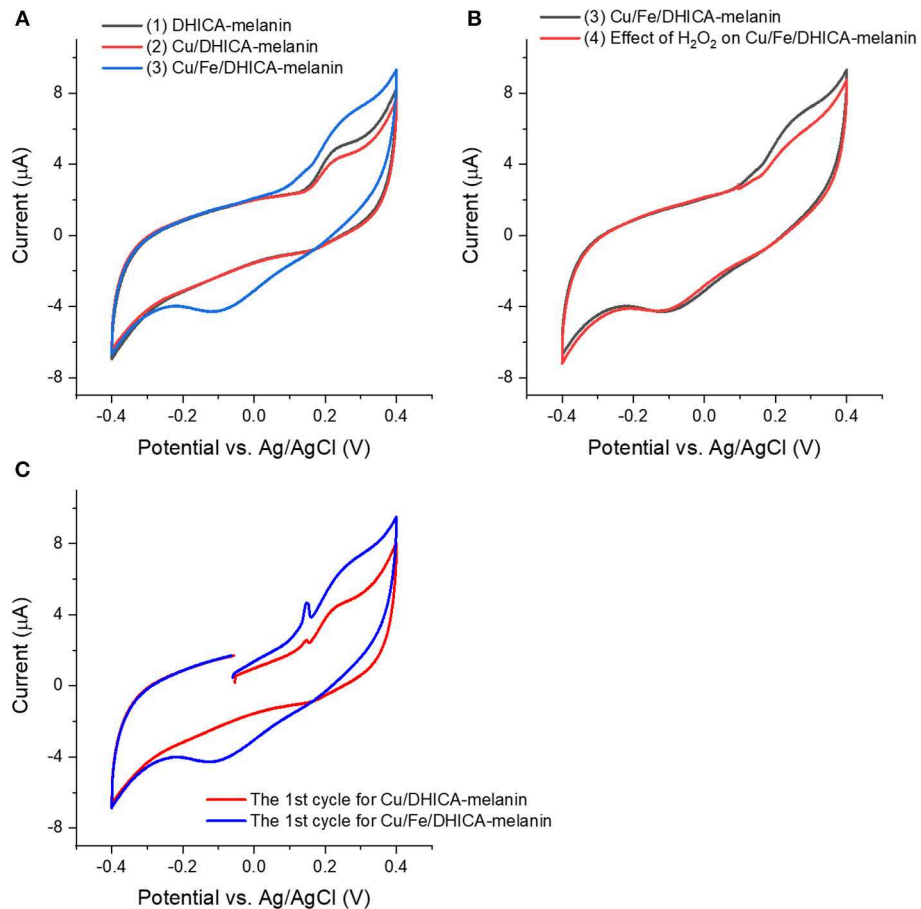 A
(1) DHICA-melanin
(2) Cu/DHICA-melanin
(3) Cu/Fe/DHICA-melanin
8
4
0
-4
-8
Current (μA)
-0.4 -0.2 0.0 0.2 0.4
Potential vs. Ag/AgCl (V)
B
(3) Cu/Fe/DHICA-melanin
(4) Effect of H₂O₂ on Cu/Fe/DHICA-melanin
8
4
0
-4
-8
Current (μA)
-0.4 -0.2 0.0 0.2 0.4
Potential vs. Ag/AgCl (V)
C
8
4
0
-4
-8
Current (μA)
The 1st cycle for Cu/DHICA-melanin
The 1st cycle for Cu/Fe/DHICA-melanin
-0.4 -0.2 0.0 0.2 0.4
Potential vs. Ag/AgCl (V)